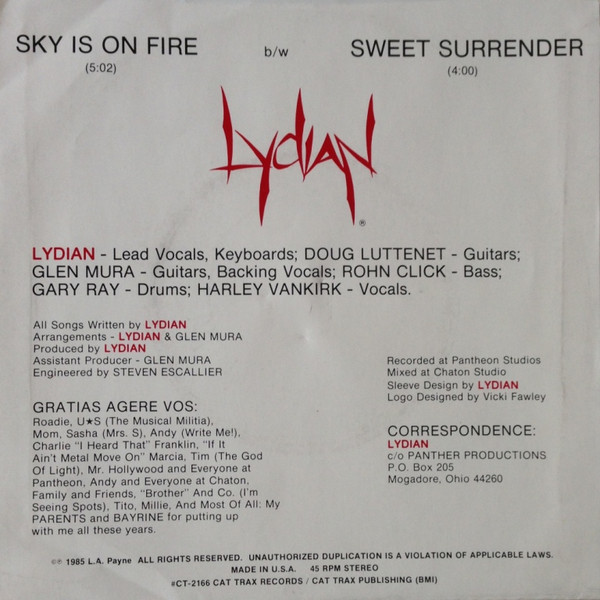 SKY IS ON FIRE b/w SWEET SURRENDER
(5:02) (4:00)
Lydian
®
LYDIAN - Lead Vocals, Keyboards; DOUG LUTTENET - Guitars;
GLEN MURA - Guitars, Backing Vocals; ROHN CLICK - Bass;
GARY RAY - Drums; HARLEY VANKIRK - Vocals.
All Songs Written by LYDIAN
Arrangements - LYDIAN & GLEN MURA
Produced by LYDIAN
Assistant Producer - GLEN MURA
Engineered by STEVEN ESCALLIER
Recorded at Pantheon Studios
Mixed at Chaton Studio
Sleeve Design by LYDIAN
Logo Designed by Vicki Fawley
GRATIAS AGERE VOS:
Roadie, U★S (The Musical Militia),
Mom, Sasha (Mrs. S), Andy (Write Me!),
Charlie "I Heard That" Franklin, "If It
Ain't Metal Move On" Marcia, Tim (The God
Of Light), Mr. Hollywood and Everyone at
Pantheon, Andy and Everyone at Chaton,
Family and Friends, "Brother" And Co. (I'm
Seeing Spots), Tito, Millie, And Most Of All: My
PARENTS and BAYRINE for putting up
with me all these years.
CORRESPONDENCE:
LYDIAN
c/o PANTHER PRODUCTIONS
P.O. Box 205
Mogadore, Ohio 44260
©℗ 1985 L.A. Payne ALL RIGHTS RESERVED. UNAUTHORIZED DUPLICATION IS A VIOLATION OF APPLICABLE LAWS.
MADE IN U.S.A. 45 RPM STEREO
#CT-2166 CAT TRAX RECORDS / CAT TRAX PUBLISHING (BMI)